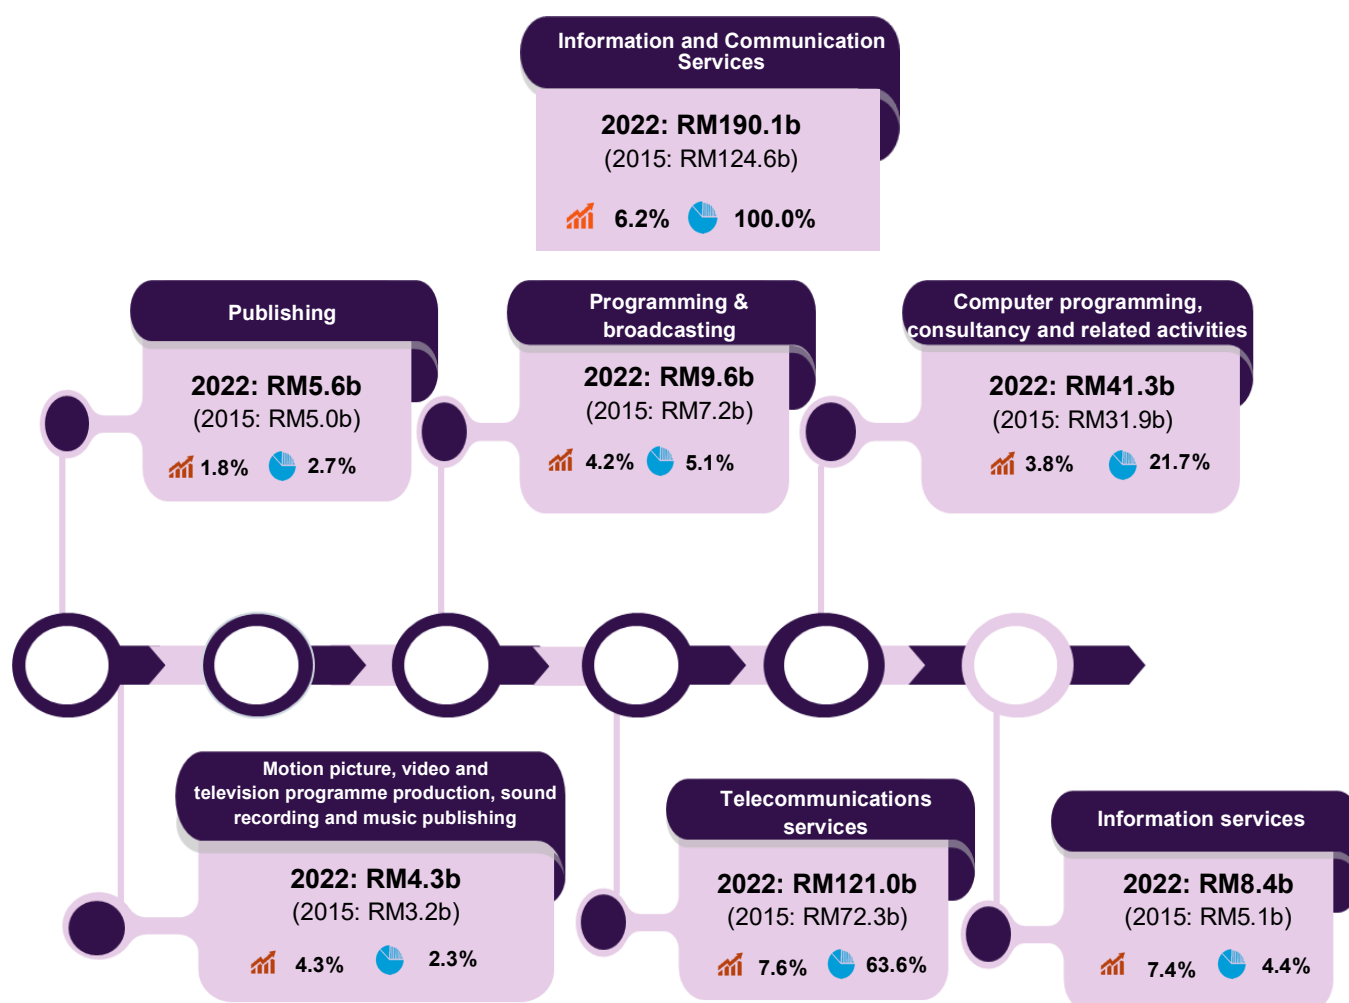 Information and Communication
Services
2022: RM190.1b
(2015: RM124.6b)
6.2% 100.0%
Publishing
2022: RM5.6b
(2015: RM5.0b)
1.8% 2.7%
Programming &
broadcasting
2022: RM9.6b
(2015: RM7.2b)
4.2% 5.1%
Computer programming,
consultancy and related activities
2022: RM41.3b
(2015: RM31.9b)
3.8% 21.7%
Motion picture, video and
television programme production, sound
recording and music publishing
2022: RM4.3b
(2015: RM3.2b)
4.3% 2.3%
Telecommunications
services
2022: RM121.0b
(2015: RM72.3b)
7.6% 63.6%
Information services
2022: RM8.4b
(2015: RM5.1b)
7.4% 4.4%